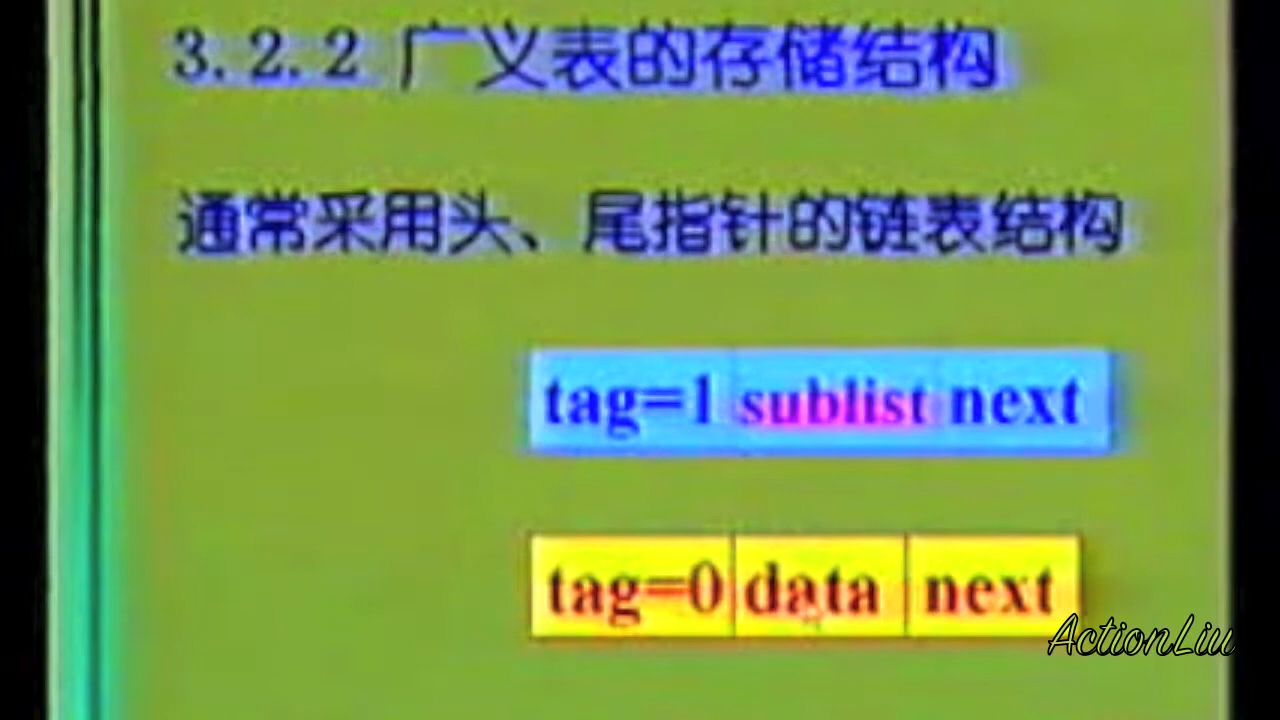 3.2.2 广义表的存储结构
通常采用头、尾指针的链表结构
tag=1 sublist next
tag=0 data next
ActionLiu